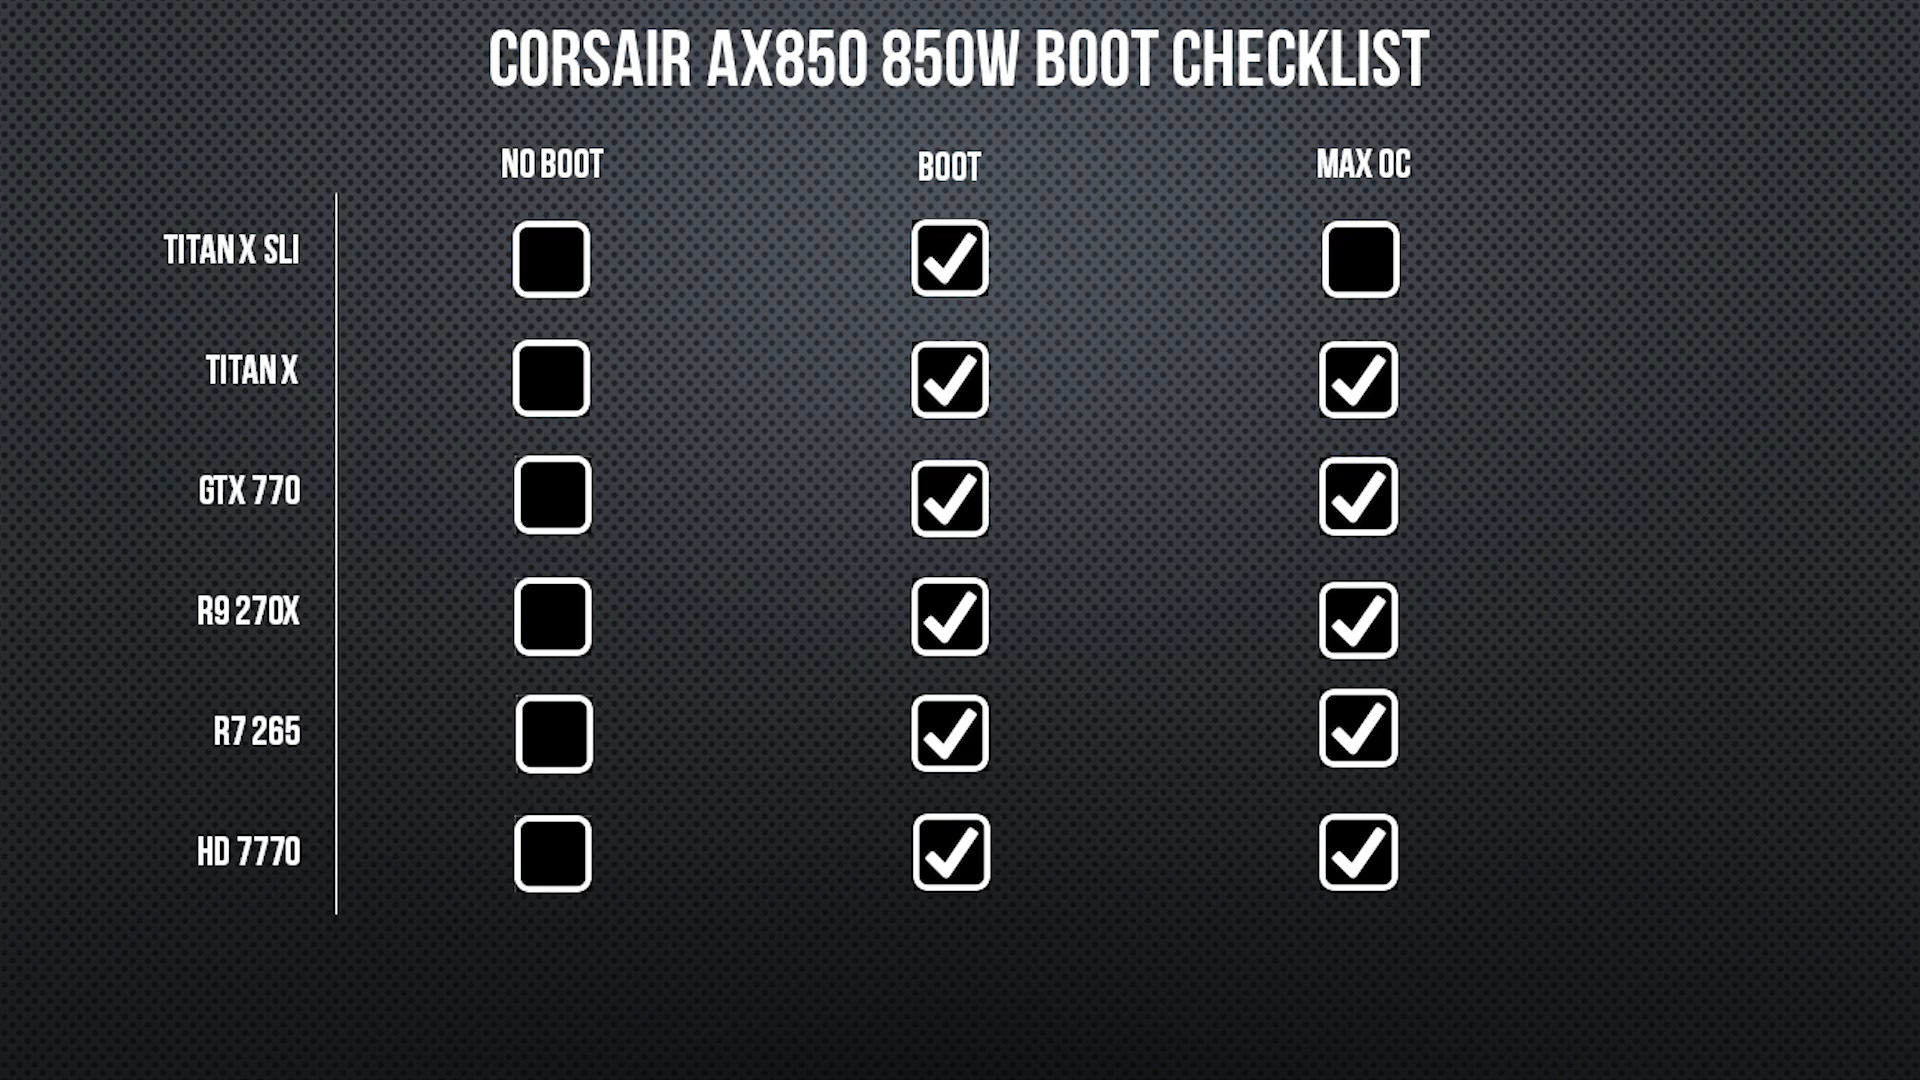 CORSAIR AX850 850W BOOT CHECKLIST
NO BOOT BOOT MAX OC
TITAN X SLI
TITAN X
GTX 770
R9 270X
R7 265
HD 7770